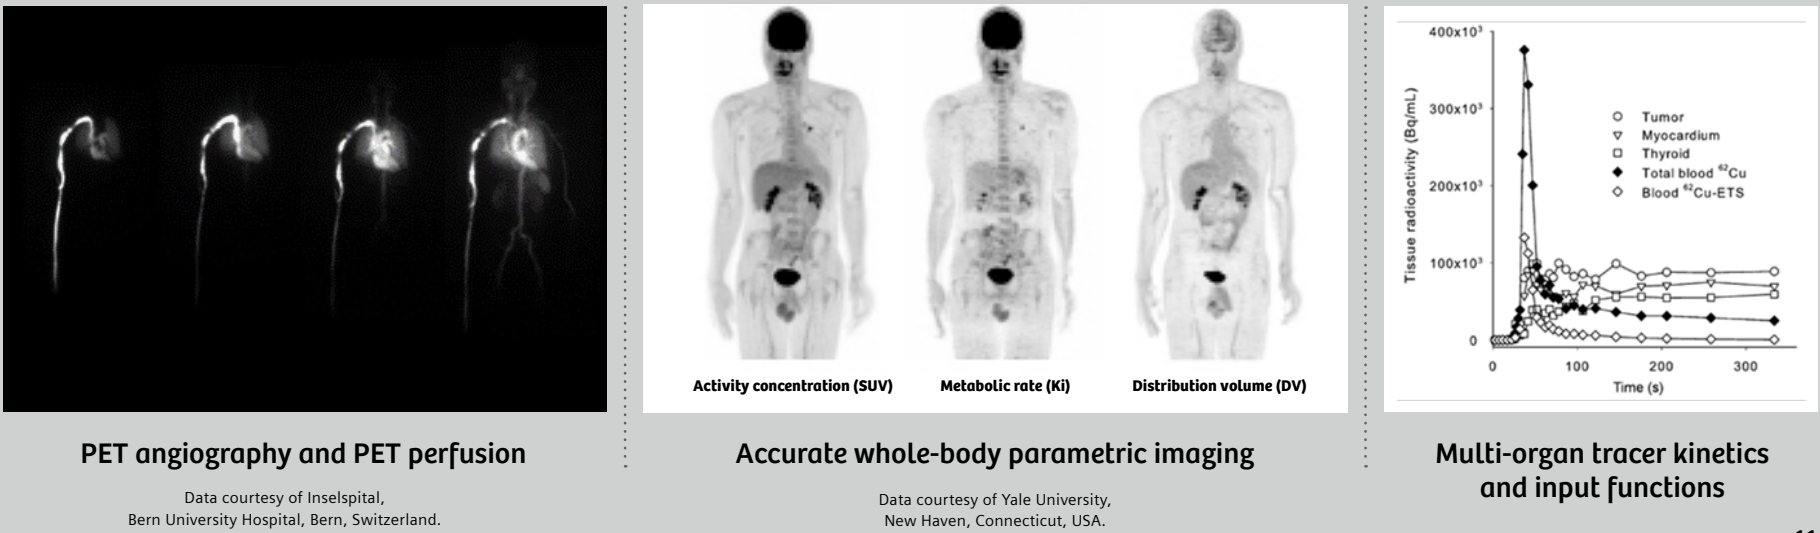 Activity concentration (SUV)
Metabolic rate (Ki)
Distribution volume (DV)
400x10³
300x10³
200x10³
100x10³
0
Tissue radioactivity (Bq/mL)
Tumor
Myocardium
Thyroid
Total blood ⁶²Cu
Blood ⁶²Cu-ETS
0
100
200
300
Time (s)
PET angiography and PET perfusion
Data courtesy of Inselspital,
Bern University Hospital, Bern, Switzerland.
Accurate whole-body parametric imaging
Data courtesy of Yale University,
New Haven, Connecticut, USA.
Multi-organ tracer kinetics
and input functions